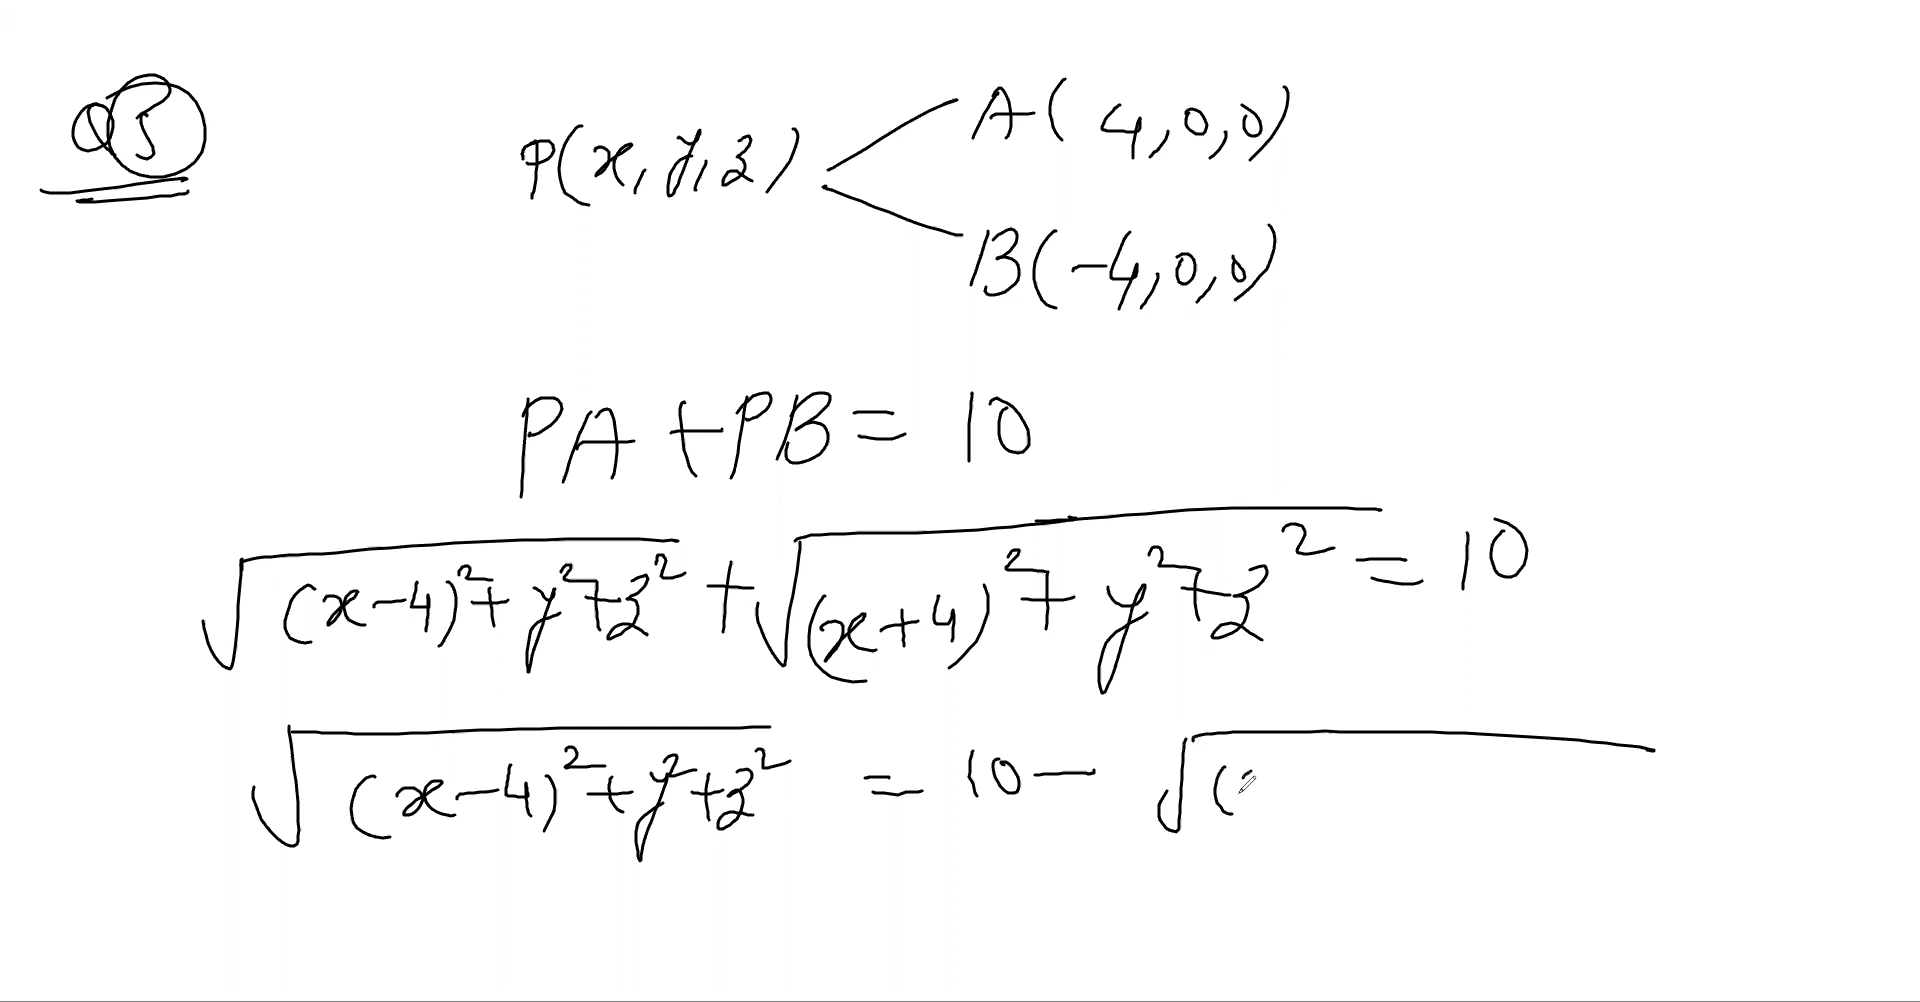 Q5
P(x, y, z)
A(4, 0, 0)
B(-4, 0, 0)
PA + PB = 10
√((x-4)² + y² + z²) + √((x+4)² + y² + z²) = 10
√((x-4)² + y² + z²) = 10 - √(